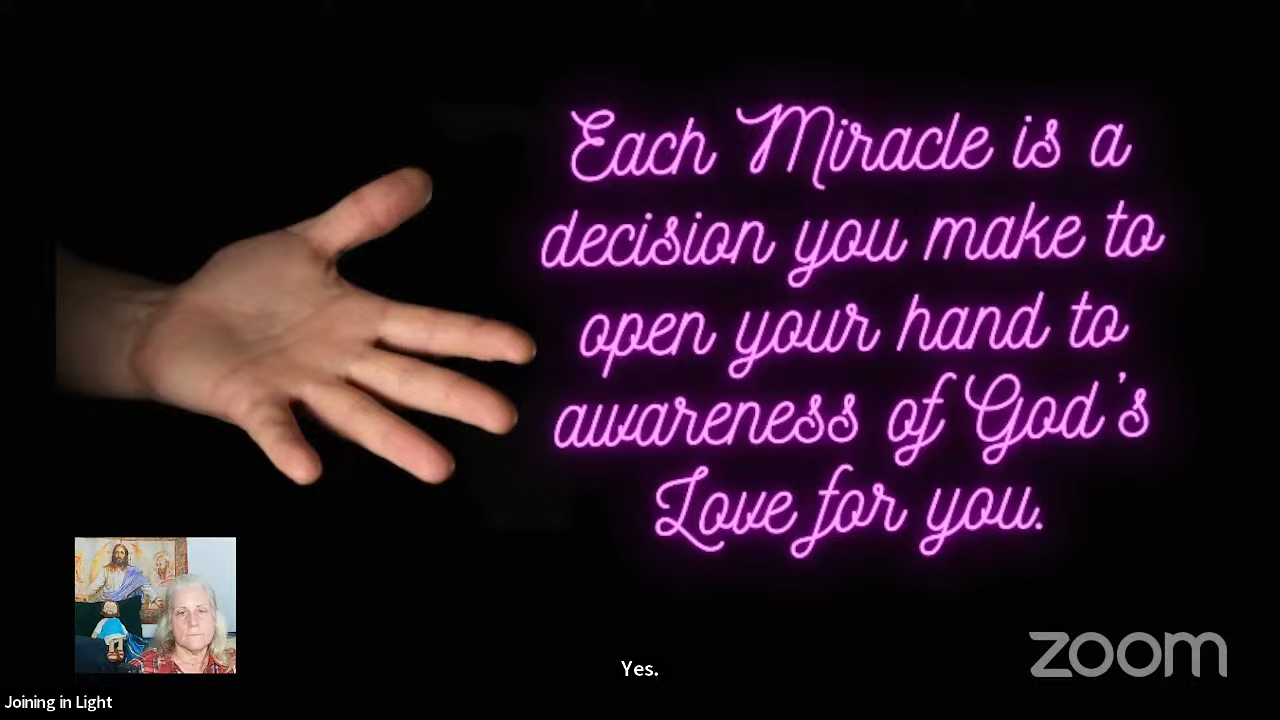 Each Miracle is a
decision you make to
open your hand to
awareness of God's
Love for you.
zoom
Yes.
Joining in Light